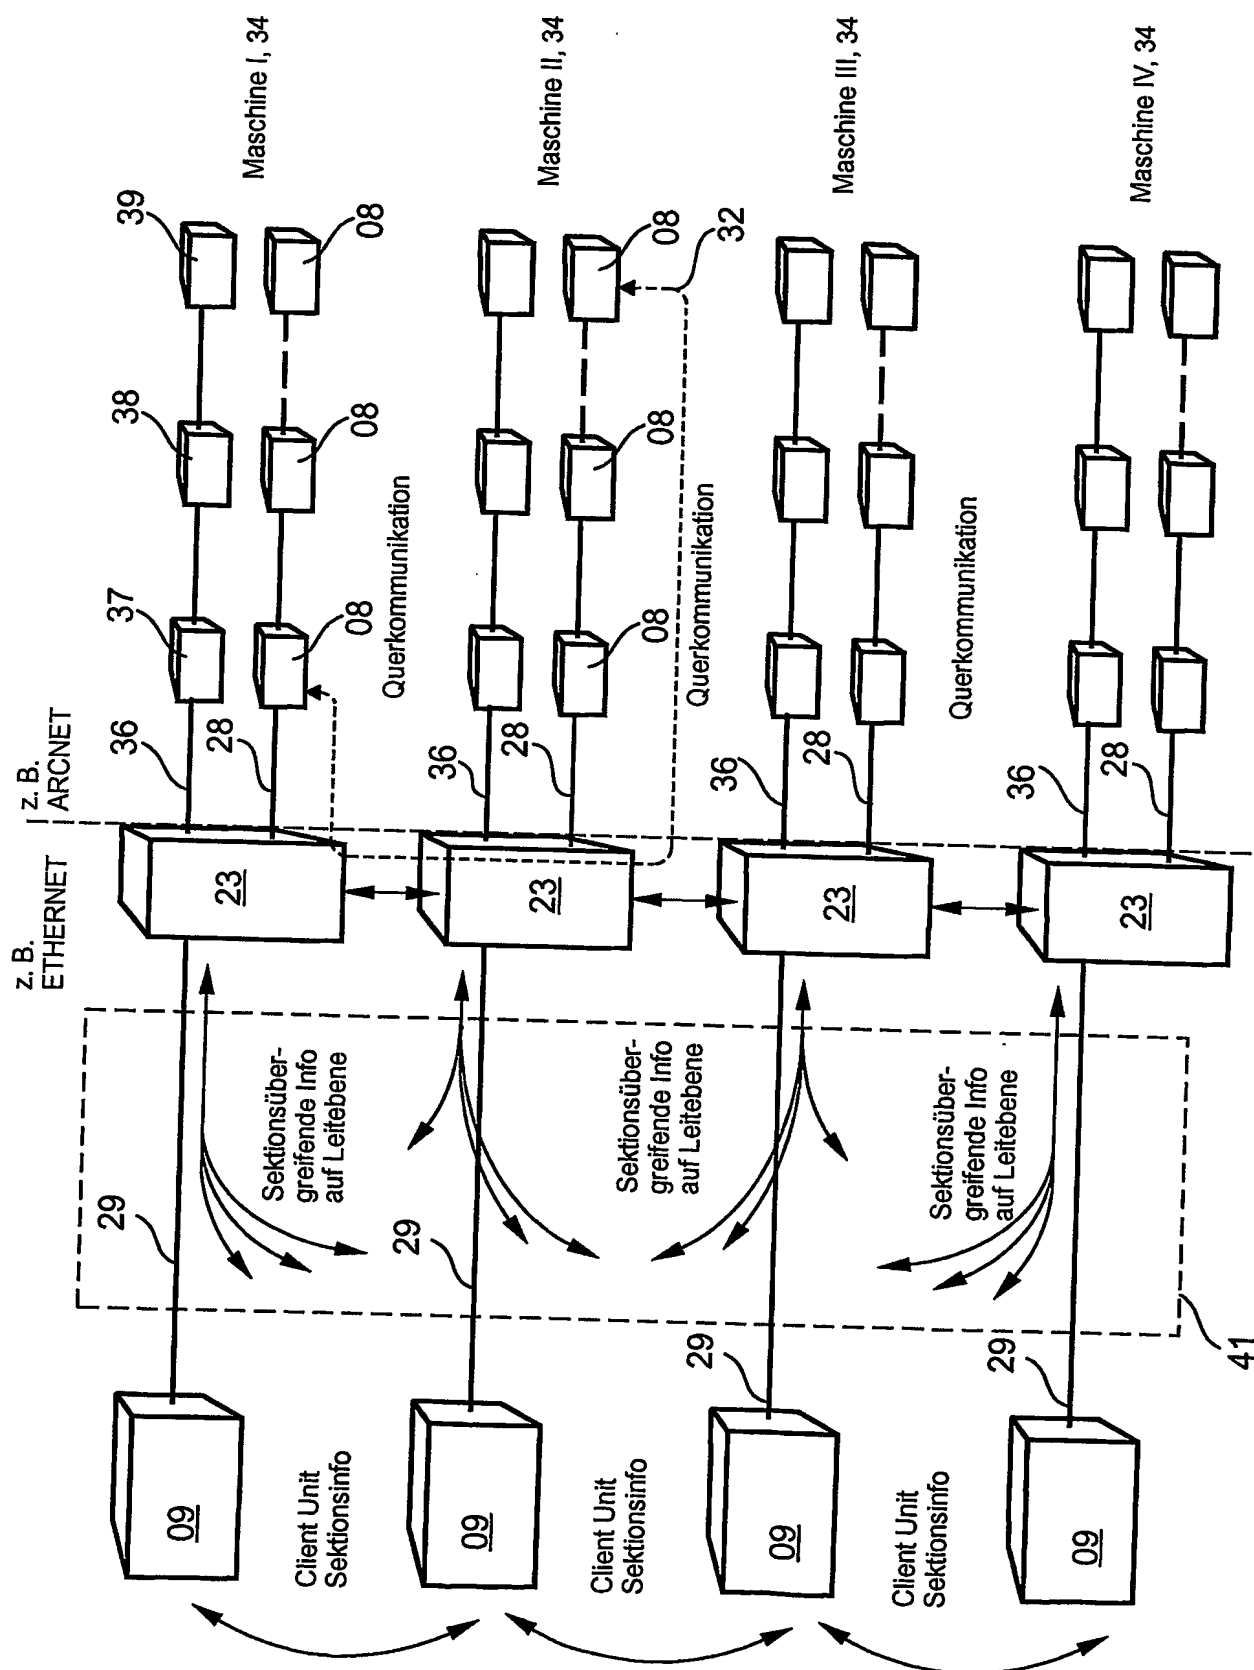 z. B.
ETHERNET
z. B.
ARCNET
29
37
38
39
36
09
23
28
08
08
08
Maschine I, 34
Client Unit
Sektionsinfo
Sektionsüber-
greifende Info
auf Leitebene
Querkommunikation
29
36
09
23
28
08
08
08
Maschine II, 34
32
Client Unit
Sektionsinfo
Sektionsüber-
greifende Info
auf Leitebene
Querkommunikation
29
36
09
23
28
Maschine III, 34
Client Unit
Sektionsinfo
Sektionsüber-
greifende Info
auf Leitebene
Querkommunikation
29
36
09
23
28
Maschine IV, 34
41